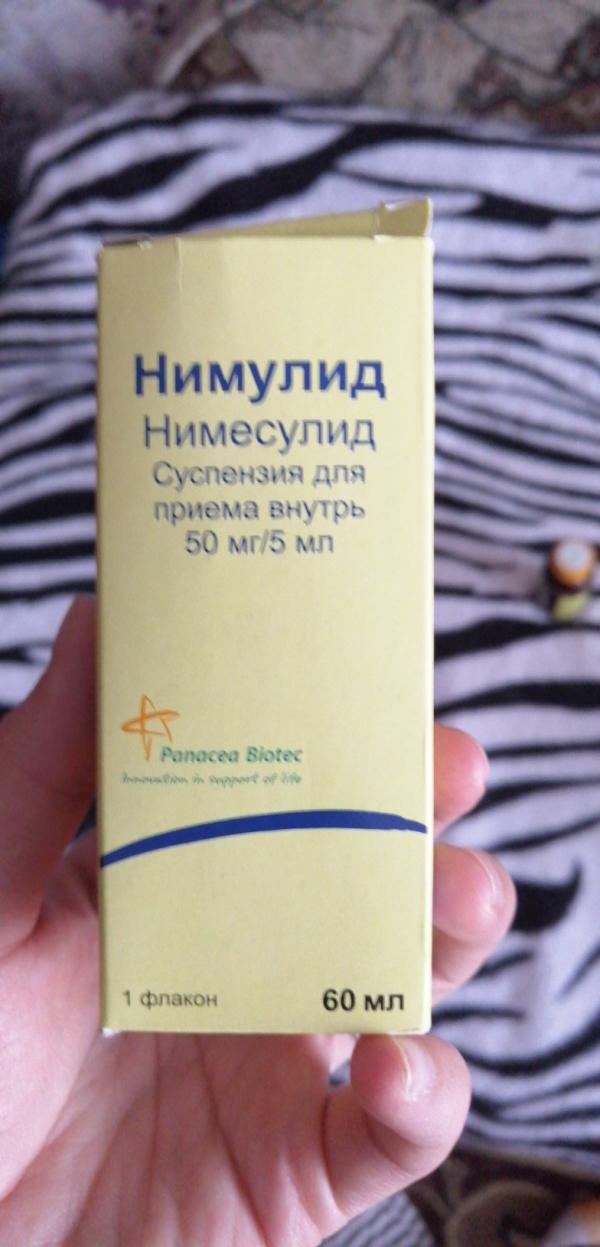 Нимулид
Нимесулид
Суспензия для
приема внутрь
50 мг/5 мл
Panacea Biotec
Innovation in support of life
1 флакон
60 мл